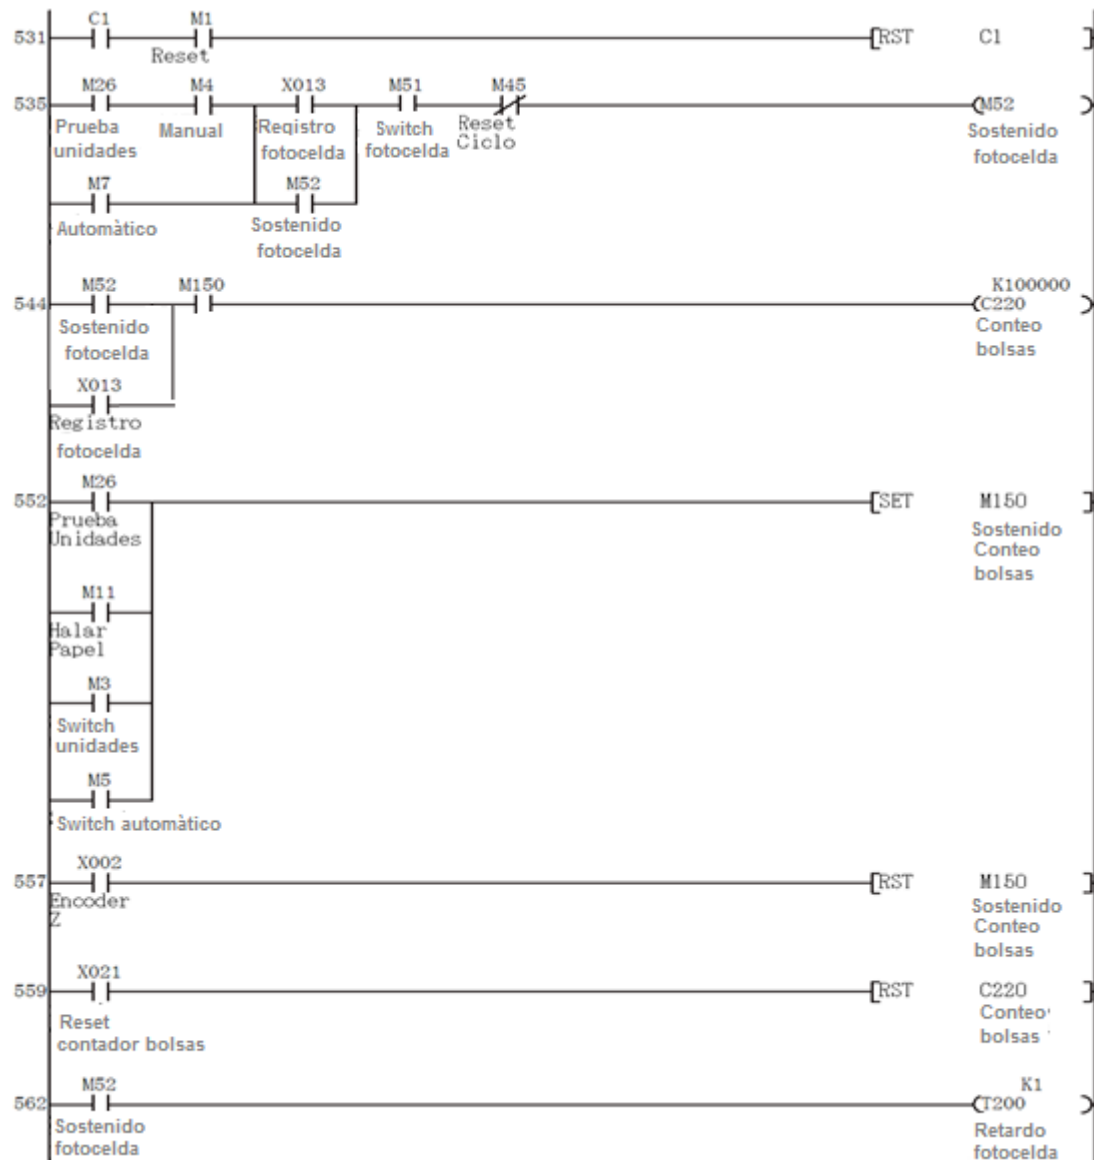 C1 M1
531 [RST C1 ]
Reset
M26 M4 X013 M51 M45
535 (M52 )
Prueba unidades Manual Registro fotocelda Switch fotocelda Reset Ciclo Sostenido fotocelda
M7 M52
Automàtico Sostenido fotocelda
M52 M150 K100000
544 (C220 )
Sostenido Conteo
fotocelda bolsas
X013
Registro
fotocelda
M26
552 [SET M150 ]
Prueba Sostenido
Unidades Conteo
bolsas
M11
Halar
Papel
M3
Switch
unidades
M5
Switch automàtico
X002
557 [RST M150 ]
Encoder Sostenido
Z Conteo
bolsas
X021
559 [RST C220 ]
Reset Conteo
contador bolsas bolsas
M52 K1
562 (T200 )
Sostenido Retardo
fotocelda fotocelda